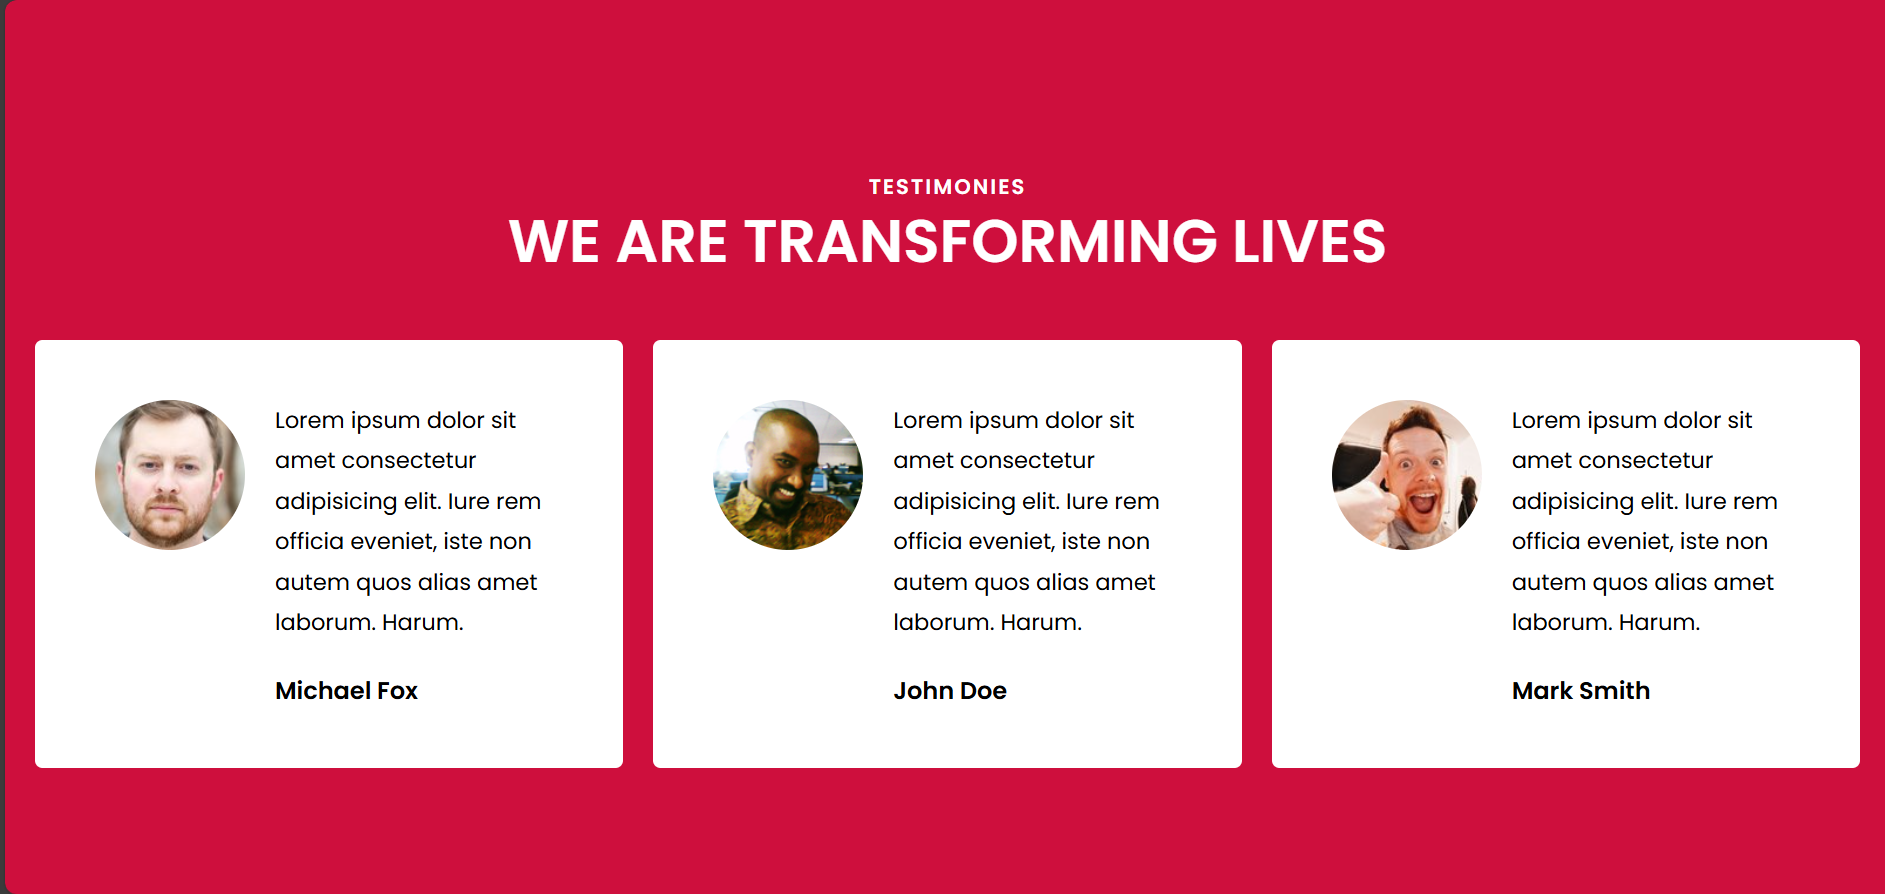 TESTIMONIES
WE ARE TRANSFORMING LIVES
Lorem ipsum dolor sit
amet consectetur
adipisicing elit. Iure rem
officia eveniet, iste non
autem quos alias amet
laborum. Harum.
Michael Fox
Lorem ipsum dolor sit
amet consectetur
adipisicing elit. Iure rem
officia eveniet, iste non
autem quos alias amet
laborum. Harum.
John Doe
Lorem ipsum dolor sit
amet consectetur
adipisicing elit. Iure rem
officia eveniet, iste non
autem quos alias amet
laborum. Harum.
Mark Smith